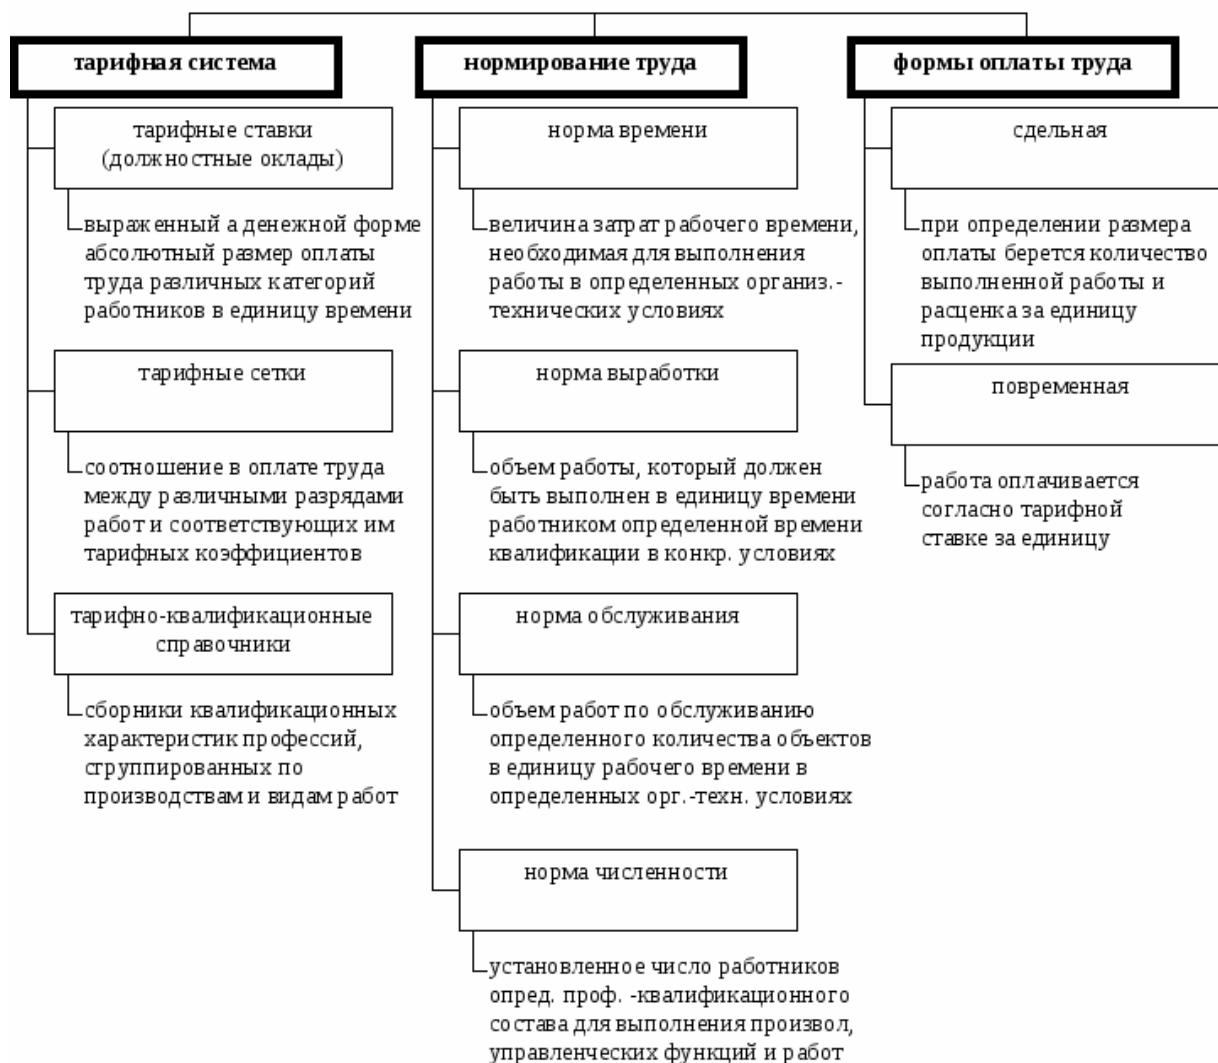 тарифная система
тарифные ставки
(должностные оклады)
выраженный а денежной форме
абсолютный размер оплаты
труда различных категорий
работников в единицу времени
тарифные сетки
соотношение в оплате труда
между различными разрядами
работ и соответствующих им
тарифных коэффициентов
тарифно-квалификационные
справочники
сборники квалификационных
характеристик профессий,
сгруппированных по
производствам и видам работ
нормирование труда
норма времени
величина затрат рабочего времени,
необходимая для выполнения
работы в определенных организ.-
технических условиях
норма выработки
объем работы, который должен
быть выполнен в единицу времени
работником определенной времени
квалификации в конкр. условиях
норма обслуживания
объем работ по обслуживанию
определенного количества объектов
в единицу рабочего времени в
определенных орг.-техн. условиях
норма численности
установленное число работников
опред. проф. -квалификационного
состава для выполнения произвол,
управленческих функций и работ
формы оплаты труда
сдельная
при определении размера
оплаты берется количество
выполненной работы и
расценка за единицу
продукции
повременная
работа оплачивается
согласно тарифной
ставке за единицу